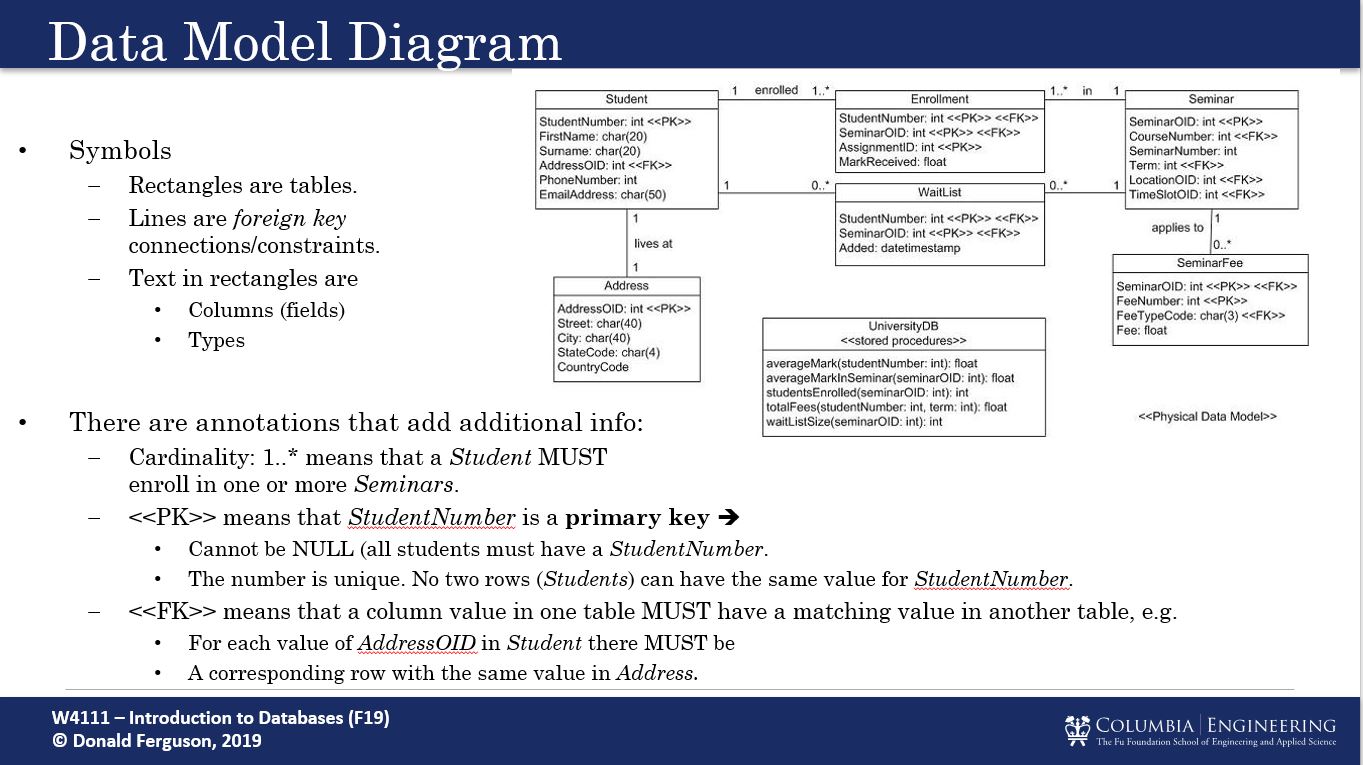 Data Model Diagram
• Symbols
– Rectangles are tables.
– Lines are foreign key
connections/constraints.
– Text in rectangles are
• Columns (fields)
• Types
Student
StudentNumber: int <<PK>>
FirstName: char(20)
Surname: char(20)
AddressOID: int <<FK>>
PhoneNumber: int
EmailAddress: char(50)
1 enrolled 1..*
Enrollment
StudentNumber: int <<PK>> <<FK>>
SeminarOID: int <<PK>> <<FK>>
AssignmentID: int <<PK>>
MarkReceived: float
1..* in 1
Seminar
SeminarOID: int <<PK>>
CourseNumber: int <<FK>>
SeminarNumber: int
Term: int <<FK>>
LocationOID: int <<FK>>
TimeSlotOID: int <<FK>>
1 0..*
WaitList
StudentNumber: int <<PK>> <<FK>>
SeminarOID: int <<PK>> <<FK>>
Added: datetimestamp
0..* 1
1
lives at
1
Address
AddressOID: int <<PK>>
Street: char(40)
City: char(40)
StateCode: char(4)
CountryCode
1
applies to
0..*
SeminarFee
SeminarOID: int <<PK>> <<FK>>
FeeNumber: int <<PK>>
FeeTypeCode: char(3) <<FK>>
Fee: float
UniversityDB
<<stored procedures>>
averageMark(studentNumber: int): float
averageMarkInSeminar(seminarOID: int): float
studentsEnrolled(seminarOID: int): int
totalFees(studentNumber: int, term: int): float
waitListSize(seminarOID: int): int
<<Physical Data Model>>
• There are annotations that add additional info:
– Cardinality: 1..* means that a Student MUST
enroll in one or more Seminars.
– <<PK>> means that StudentNumber is a primary key ➔
• Cannot be NULL (all students must have a StudentNumber.
• The number is unique. No two rows (Students) can have the same value for StudentNumber.
– <<FK>> means that a column value in one table MUST have a matching value in another table, e.g.
• For each value of AddressOID in Student there MUST be
• A corresponding row with the same value in Address.
W4111 – Introduction to Databases (F19)
© Donald Ferguson, 2019
COLUMBIA | ENGINEERING
The Fu Foundation School of Engineering and Applied Science